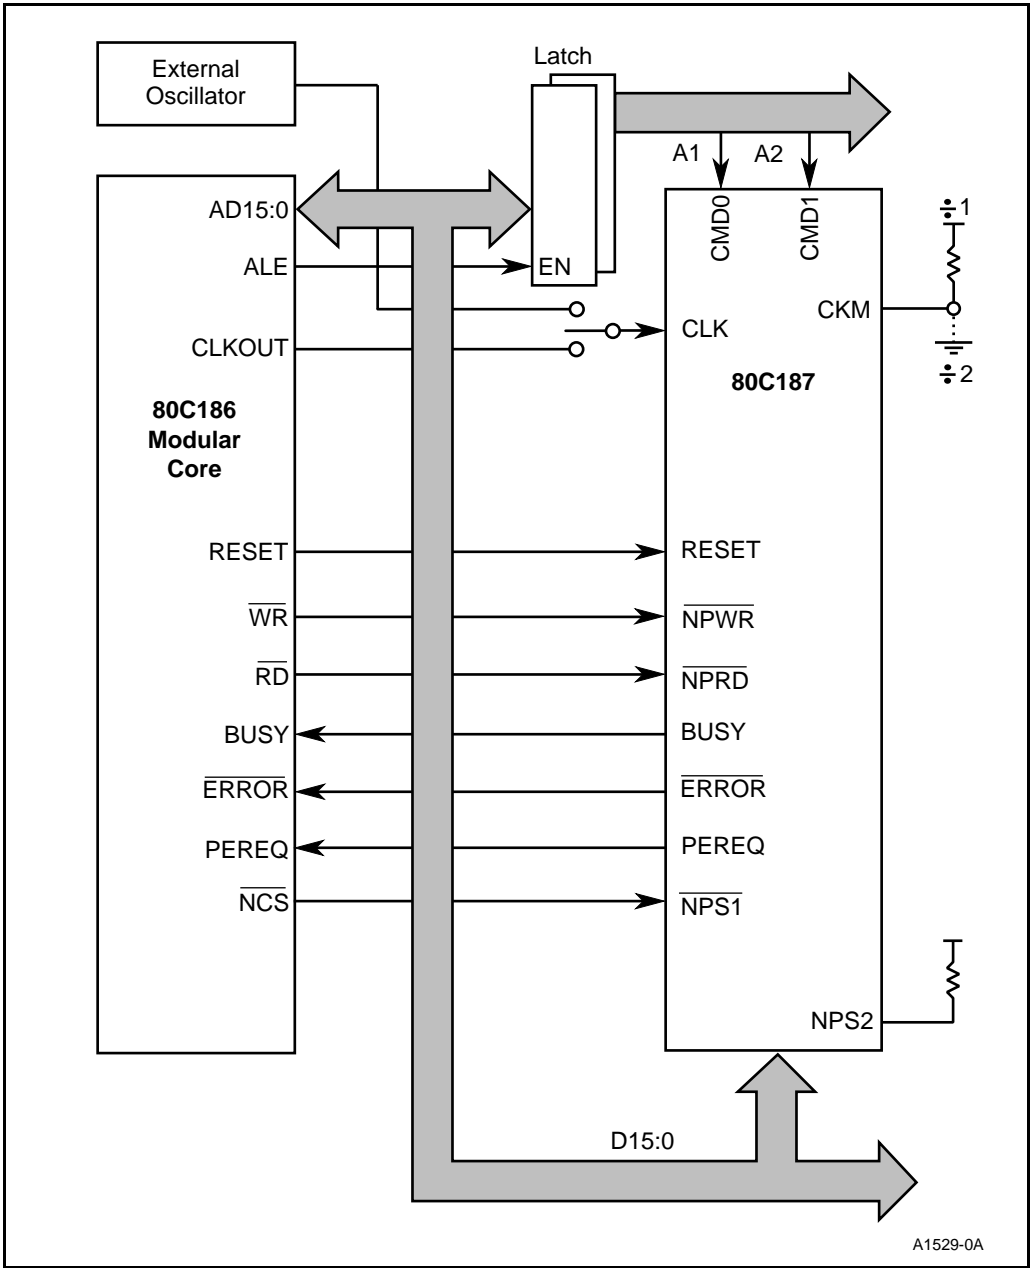 External
Oscillator
Latch
A1
A2
AD15:0
ALE
EN
CLKOUT
80C186
Modular
Core
RESET
WR
RD
BUSY
ERROR
PEREQ
NCS
CMD0
CMD1
CLK
CKM
80C187
÷1
÷2
RESET
NPWR
NPRD
BUSY
ERROR
PEREQ
NPS1
NPS2
D15:0
A1529-0A